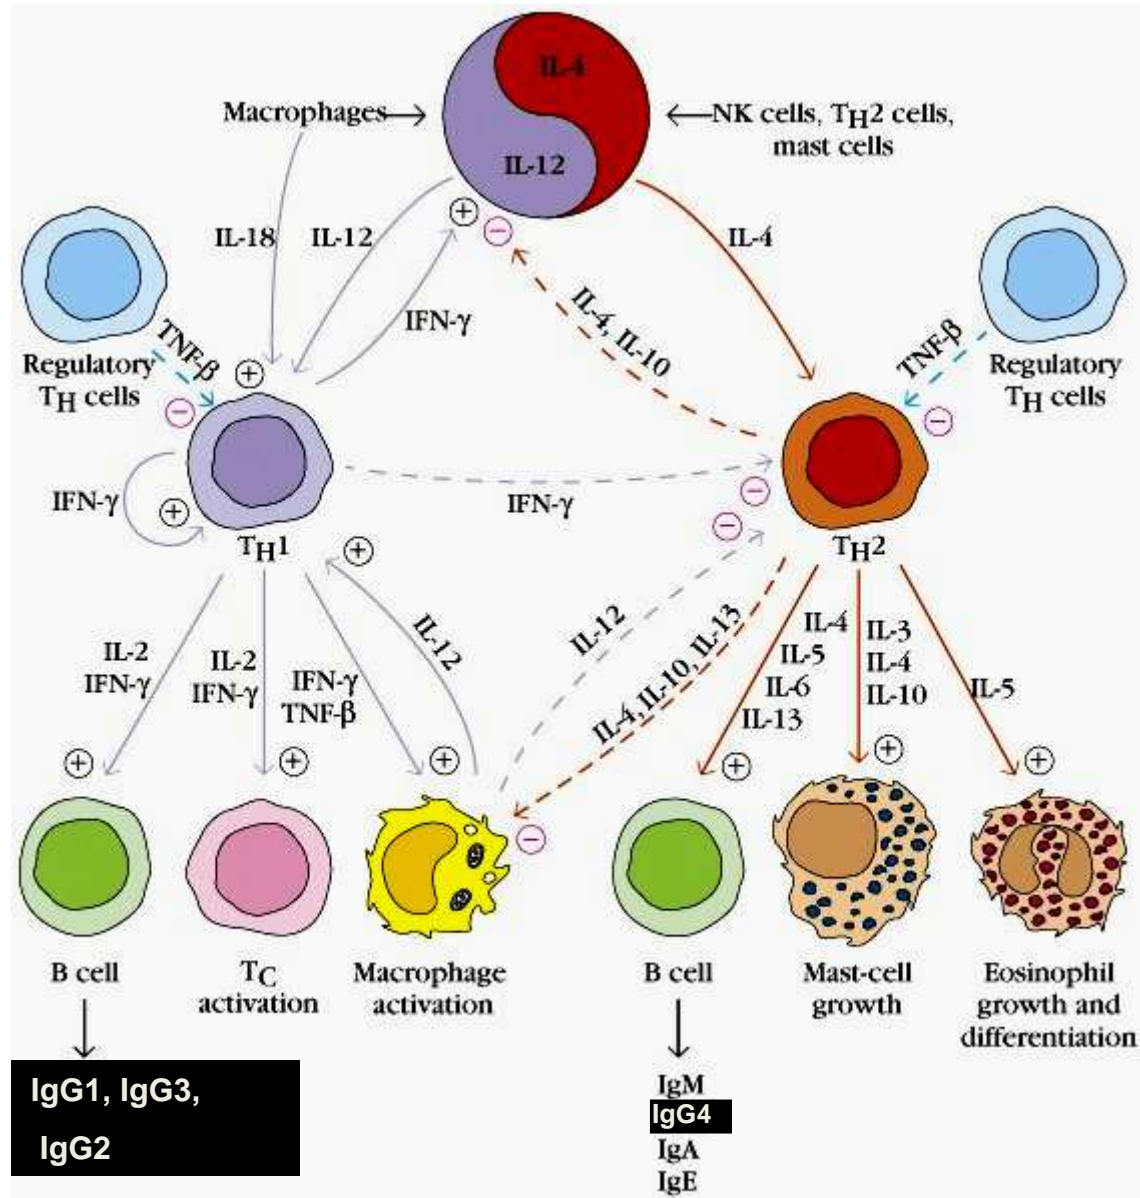 IL-4
Macrophages
NK cells, TH2 cells,
mast cells
IL-12
IL-18
IL-12
IL-4
IFN-γ
IL-4, IL-10
TNF-β
TNF-β
Regulatory
TH cells
Regulatory
TH cells
IFN-γ
IFN-γ
TH1
TH2
IL-12
IL-12
IL-4, IL-10, IL-13
IL-2
IFN-γ
IL-2
IFN-γ
IFN-γ
TNF-β
IL-4
IL-5
IL-6
IL-13
IL-3
IL-4
IL-10
IL-5
B cell
TC
activation
Macrophage
activation
B cell
Mast-cell
growth
Eosinophil
growth and
differentiation
IgG1, IgG3,
IgG2
IgM
IgG4
IgA
IgE